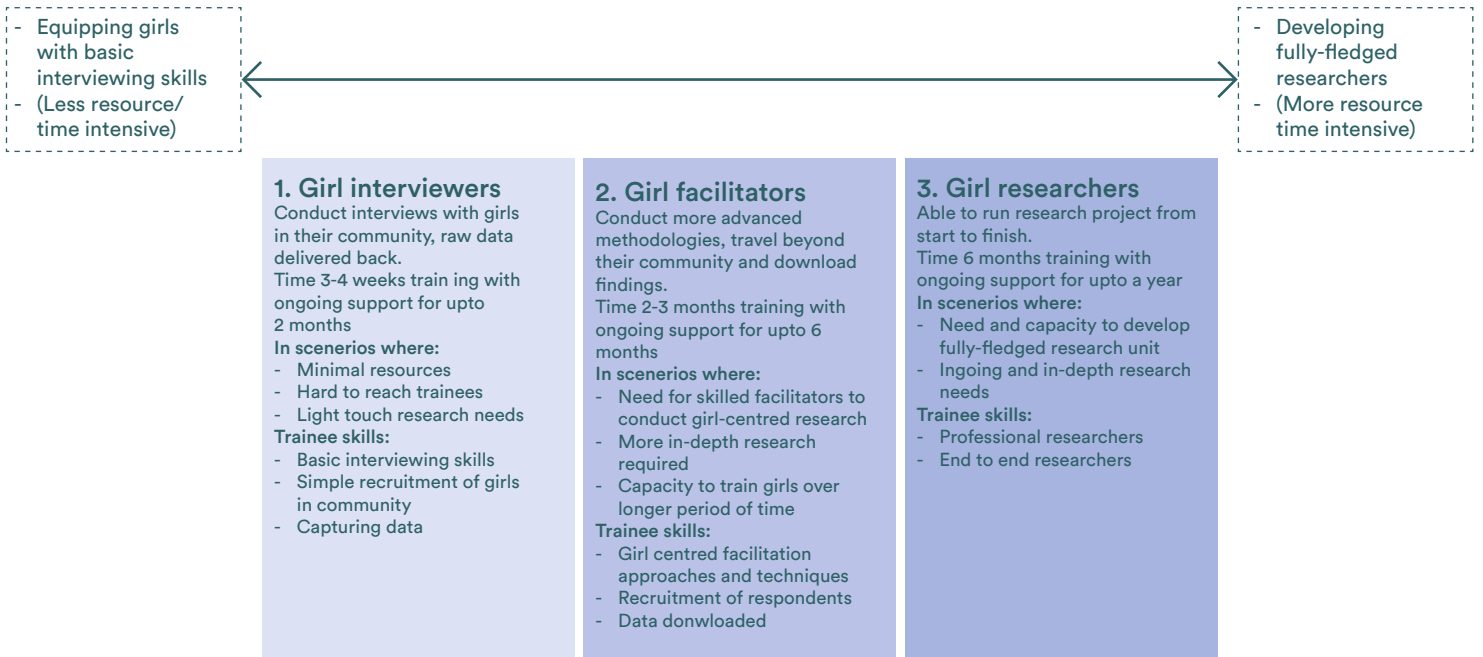 - Equipping girls
with basic
interviewing skills
- (Less resource/
time intensive)
- Developing
fully-fledged
researchers
- (More resource
time intensive)
1. Girl interviewers
Conduct interviews with girls
in their community, raw data
delivered back.
Time 3-4 weeks train ing with
ongoing support for upto
2 months
In scenerios where:
- Minimal resources
- Hard to reach trainees
- Light touch research needs
Trainee skills:
- Basic interviewing skills
- Simple recruitment of girls
in community
- Capturing data
2. Girl facilitators
Conduct more advanced
methodologies, travel beyond
their community and download
findings.
Time 2-3 months training with
ongoing support for upto 6
months
In scenerios where:
- Need for skilled facilitators to
conduct girl-centred research
- More in-depth research
required
- Capacity to train girls over
longer period of time
Trainee skills:
- Girl centred facilitation
approaches and techniques
- Recruitment of respondents
- Data donwloaded
3. Girl researchers
Able to run research project from
start to finish.
Time 6 months training with
ongoing support for upto a year
In scenerios where:
- Need and capacity to develop
fully-fledged research unit
- Ingoing and in-depth research
needs
Trainee skills:
- Professional researchers
- End to end researchers